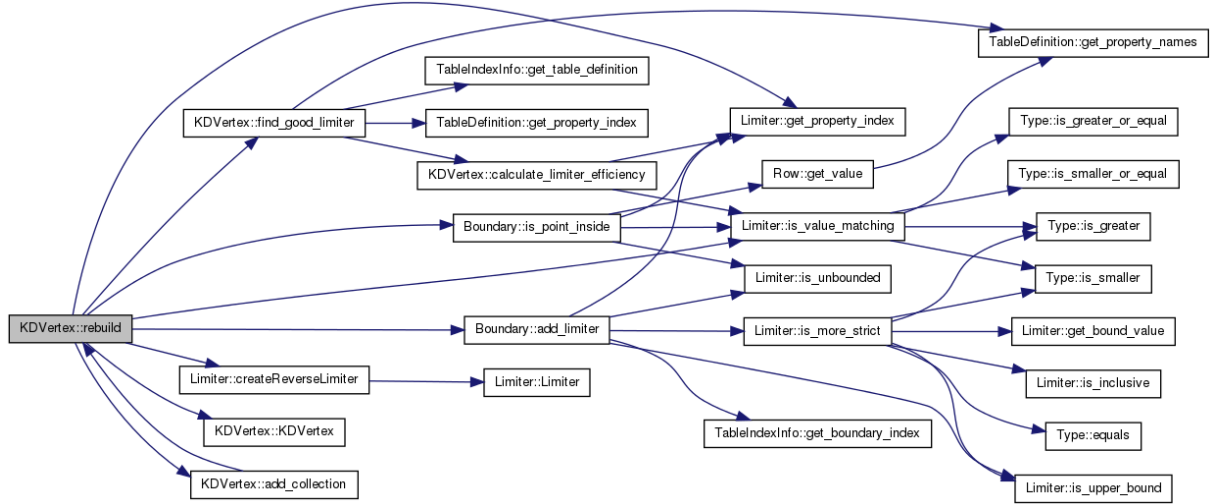 TableDefinition::get_property_names
TableIndexInfo::get_table_definition
KDVertex::find_good_limiter
TableDefinition::get_property_index
Limiter::get_property_index
Type::is_greater_or_equal
KDVertex::calculate_limiter_efficiency
Row::get_value
Type::is_smaller_or_equal
Boundary::is_point_inside
Limiter::is_value_matching
Type::is_greater
Limiter::is_unbounded
Type::is_smaller
KDVertex::rebuild
Boundary::add_limiter
Limiter::is_more_strict
Limiter::get_bound_value
Limiter::createReverseLimiter
Limiter::Limiter
Limiter::is_inclusive
KDVertex::KDVertex
TableIndexInfo::get_boundary_index
Type::equals
KDVertex::add_collection
Limiter::is_upper_bound